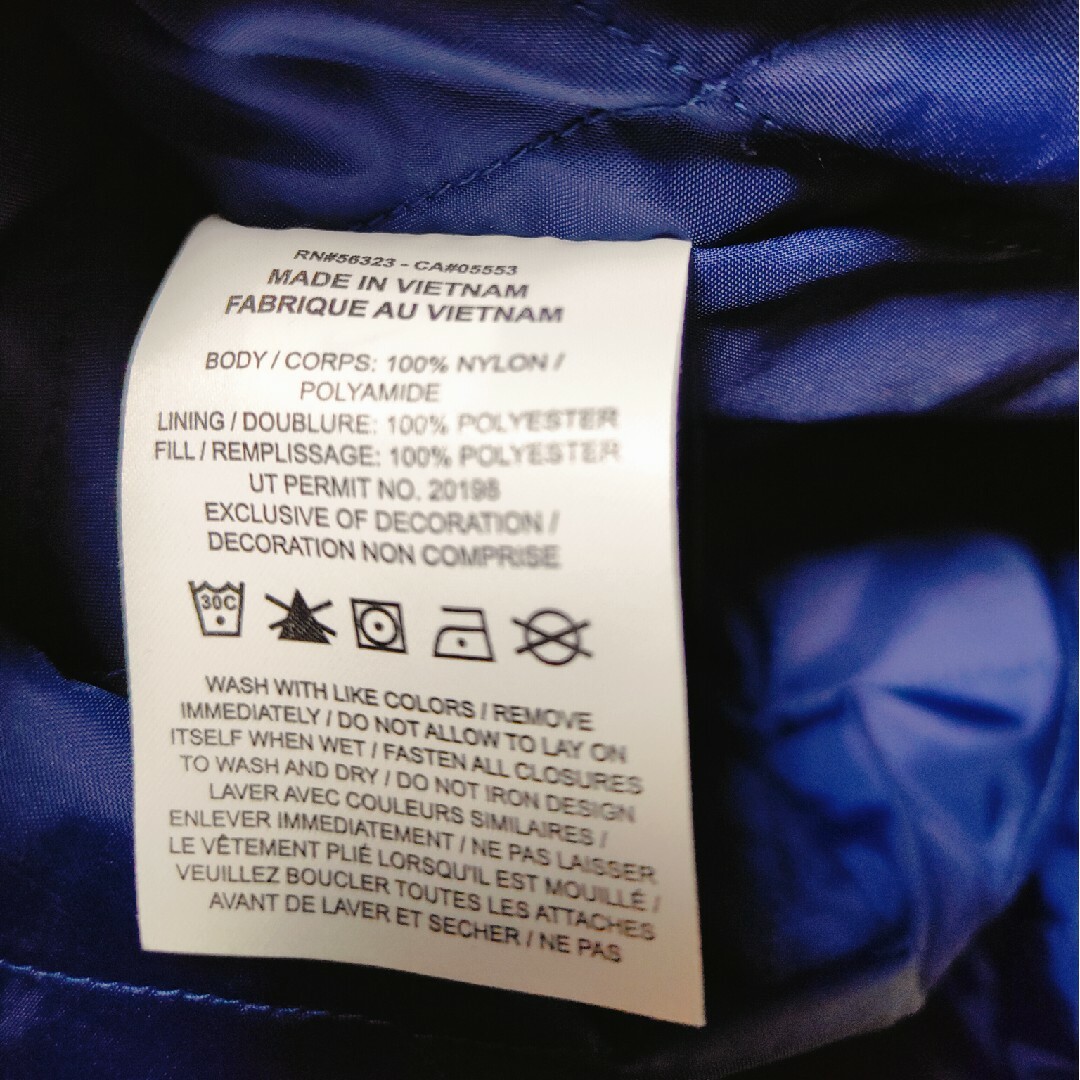 RN#56323 - CA#05553
MADE IN VIETNAM
FABRIQUE AU VIETNAM
BODY / CORPS: 100% NYLON /
POLYAMIDE
LINING / DOUBLURE: 100% POLYESTER
FILL / REMPLISSAGE: 100% POLYESTER
UT PERMIT NO. 20198
EXCLUSIVE OF DECORATION /
DECORATION NON COMPRISE
30C
WASH WITH LIKE COLORS / REMOVE
IMMEDIATELY / DO NOT ALLOW TO LAY ON
ITSELF WHEN WET / FASTEN ALL CLOSURES
TO WASH AND DRY / DO NOT IRON DESIGN
LAVER AVEC COULEURS SIMILAIRES /
ENLEVER IMMEDIATEMENT / NE PAS LAISSER
LE VÊTEMENT PLIÉ LORSQU'IL EST MOUILLÉ /
VEUILLEZ BOUCLER TOUTES LES ATTACHES
AVANT DE LAVER ET SECHER / NE PAS